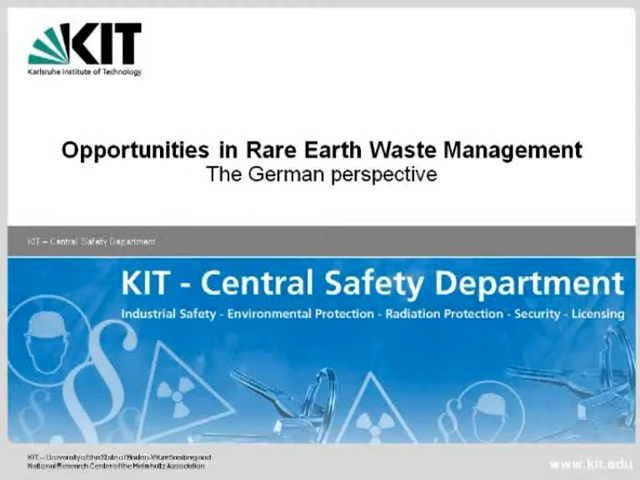 KIT
Karlsruhe Institute of Technology
Opportunities in Rare Earth Waste Management
The German perspective
KIT – Central Safety Department
KIT - Central Safety Department
Industrial Safety - Environmental Protection - Radiation Protection - Security - Licensing
§
§
§
KIT – University of the State of Baden-Wuerttemberg and
National Research Center of the Helmholtz Association
www.kit.edu